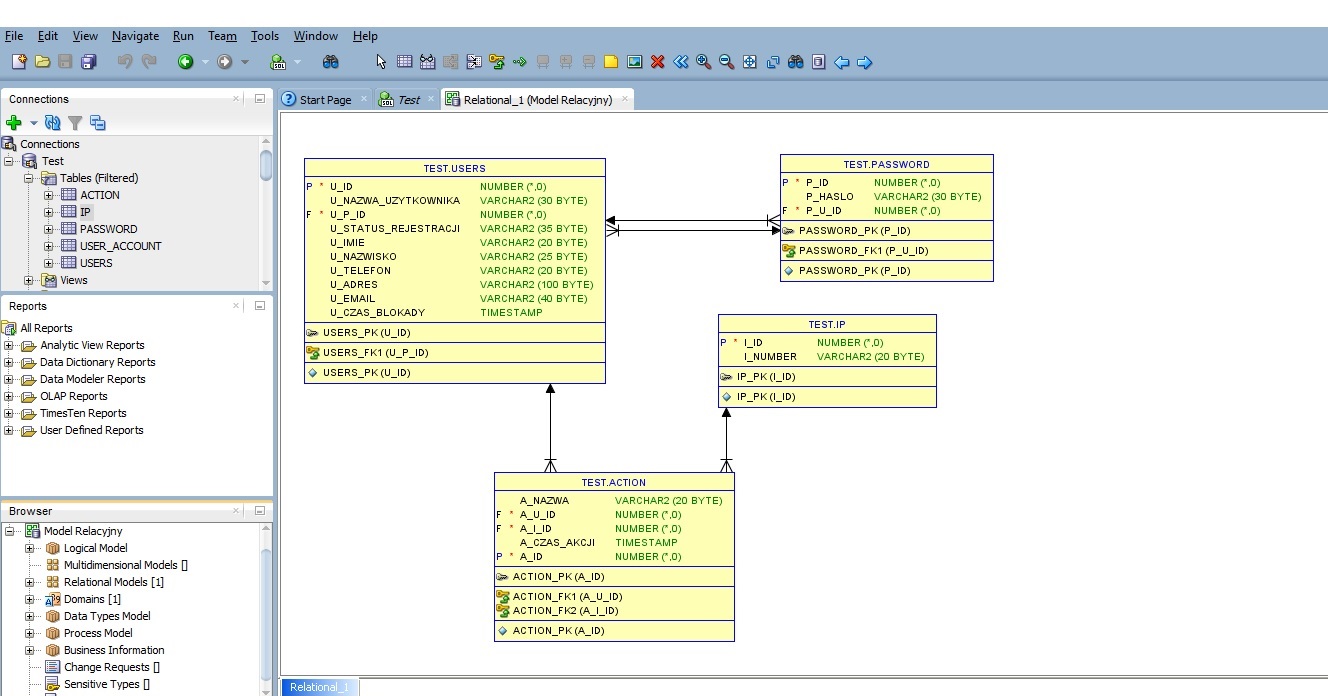 File Edit View Navigate Run Team Tools Window Help
Connections
Connections
Test
Tables (Filtered)
ACTION
IP
PASSWORD
USER_ACCOUNT
USERS
Views
Reports
All Reports
Analytic View Reports
Data Dictionary Reports
Data Modeler Reports
OLAP Reports
TimesTen Reports
User Defined Reports
Browser
Model Relacyjny
Logical Model
Multidimensional Models []
Relational Models [1]
Domains [1]
Data Types Model
Process Model
Business Information
Change Requests []
Sensitive Types []
Start Page Test Relational_1 (Model Relacyjny)
TEST.USERS
P * U_ID NUMBER (*,0)
U_NAZWA_UZYTKOWNIKA VARCHAR2 (30 BYTE)
F * U_P_ID NUMBER (*,0)
U_STATUS_REJESTRACJI VARCHAR2 (35 BYTE)
U_IMIE VARCHAR2 (20 BYTE)
U_NAZWISKO VARCHAR2 (25 BYTE)
U_TELEFON VARCHAR2 (20 BYTE)
U_ADRES VARCHAR2 (100 BYTE)
U_EMAIL VARCHAR2 (40 BYTE)
U_CZAS_BLOKADY TIMESTAMP
USERS_PK (U_ID)
USERS_FK1 (U_P_ID)
USERS_PK (U_ID)
TEST.PASSWORD
P * P_ID NUMBER (*,0)
P_HASLO VARCHAR2 (30 BYTE)
F * P_U_ID NUMBER (*,0)
PASSWORD_PK (P_ID)
PASSWORD_FK1 (P_U_ID)
PASSWORD_PK (P_ID)
TEST.IP
P * I_ID NUMBER (*,0)
I_NUMBER VARCHAR2 (20 BYTE)
IP_PK (I_ID)
IP_PK (I_ID)
TEST.ACTION
A_NAZWA VARCHAR2 (20 BYTE)
F * A_U_ID NUMBER (*,0)
F * A_I_ID NUMBER (*,0)
A_CZAS_AKCJI TIMESTAMP
P * A_ID NUMBER (*,0)
ACTION_PK (A_ID)
ACTION_FK1 (A_U_ID)
ACTION_FK2 (A_I_ID)
ACTION_PK (A_ID)
Relational_1